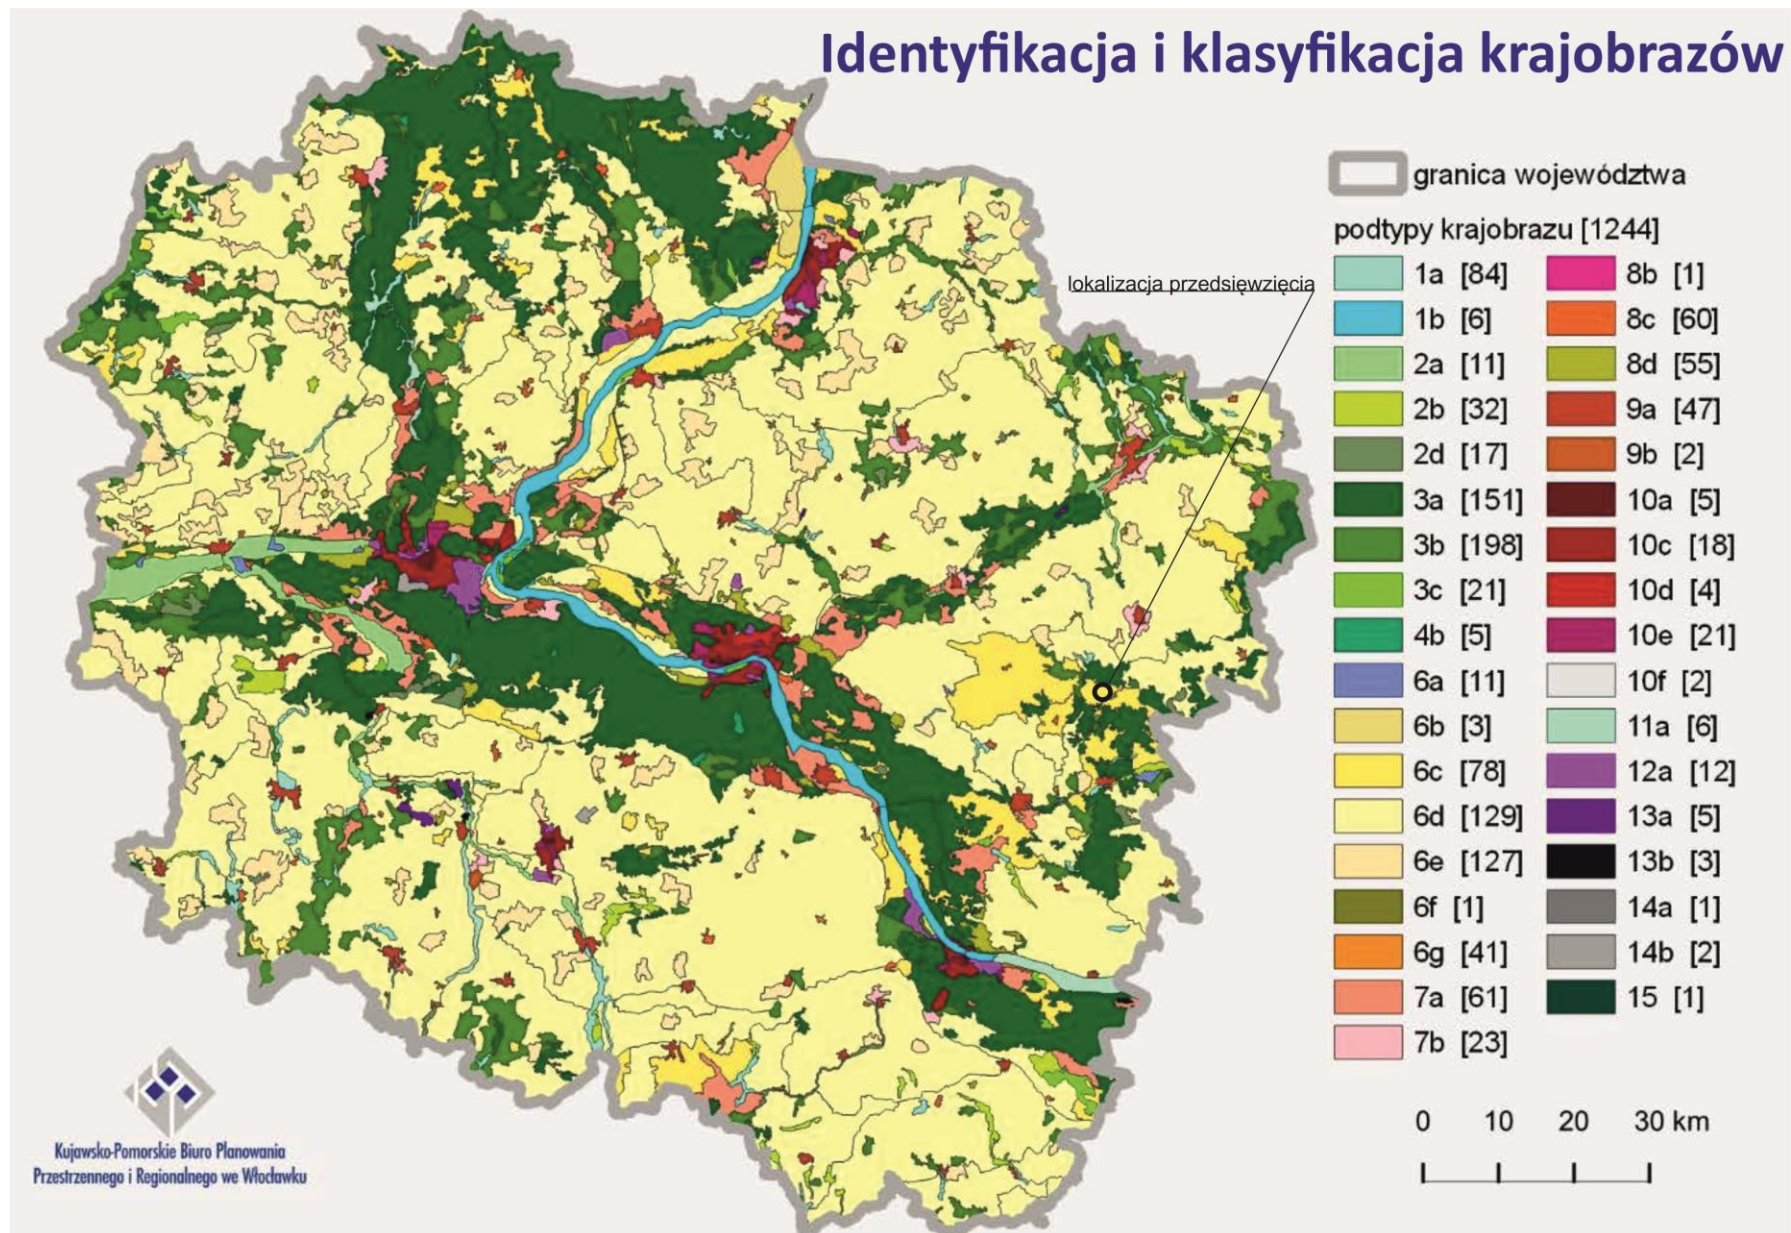 Identyfikacja i klasyfikacja krajobrazów
granica województwa
podtypy krajobrazu [1244]
lokalizacja przedsięwzięcia
1a [84]
1b [6]
2a [11]
2b [32]
2d [17]
3a [151]
3b [198]
3c [21]
4b [5]
6a [11]
6b [3]
6c [78]
6d [129]
6e [127]
6f [1]
6g [41]
7a [61]
7b [23]
8b [1]
8c [60]
8d [55]
9a [47]
9b [2]
10a [5]
10c [18]
10d [4]
10e [21]
10f [2]
11a [6]
12a [12]
13a [5]
13b [3]
14a [1]
14b [2]
15 [1]
0 10 20 30 km
Kujawsko-Pomorskie Biuro Planowania
Przestrzennego i Regionalnego we Włocławku